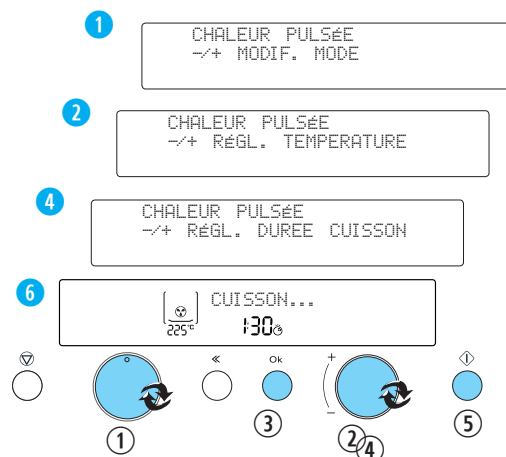 1
CHALEUR PULSÉE
-/+ MODIF. MODE
2
CHALEUR PULSÉE
-/+ RÉGL. TEMPERATURE
4
CHALEUR PULSÉE
-/+ RÉGL. DUREE CUISSON
6
CUISSON...
225°C 1:30
« Ok + −
1 3 2 4 5